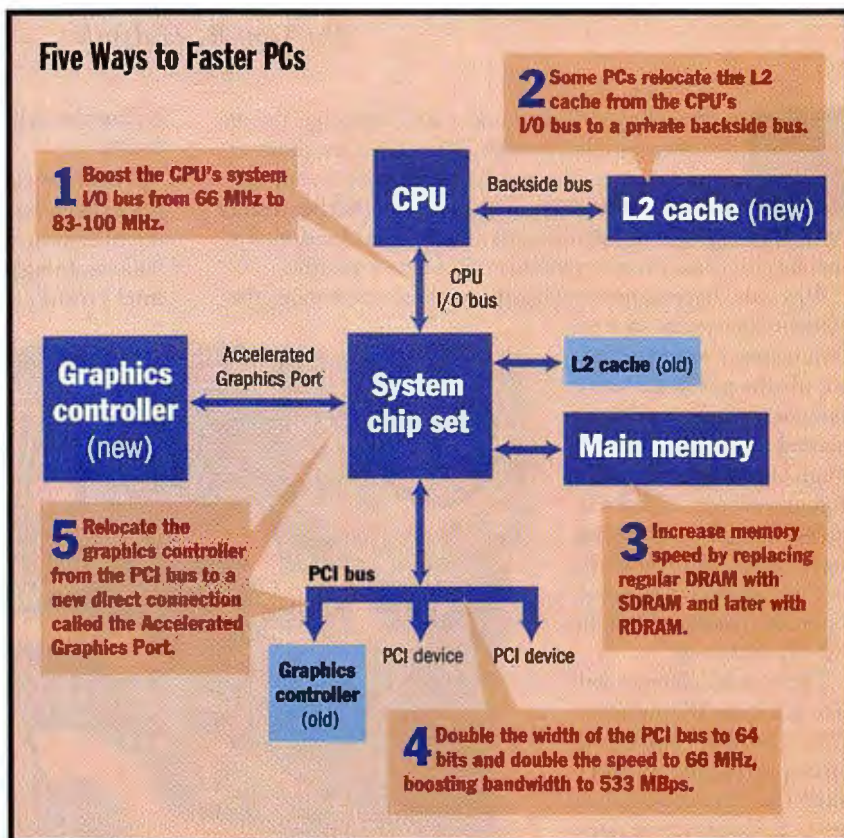 Five Ways to Faster PCs
2 Some PCs relocate the L2
cache from the CPU's
I/O bus to a private backside bus.
1 Boost the CPU's system
I/O bus from 66 MHz to
83-100 MHz.
CPU
Backside bus
L2 cache (new)
CPU
I/O bus
Graphics
controller
(new)
Accelerated
Graphics Port
System
chip set
L2 cache (old)
Main memory
5 Relocate the
graphics controller
from the PCI bus to a
new direct connection
called the Accelerated
Graphics Port.
3 Increase memory
speed by replacing
regular DRAM with
SDRAM and later with
RDRAM.
PCI bus
Graphics
controller
(old)
PCI device
PCI device
4 Double the width of the PCI bus to 64
bits and double the speed to 66 MHz,
boosting bandwidth to 533 MBps.